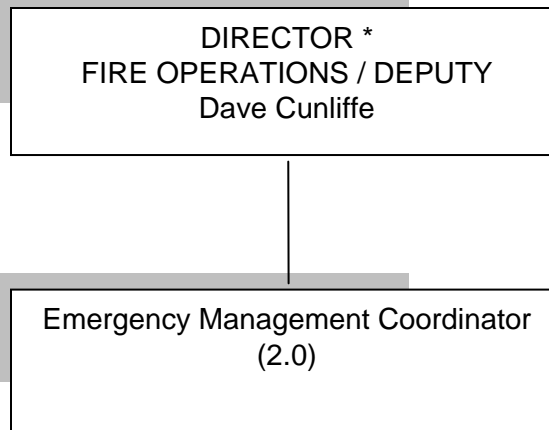 DIRECTOR *
FIRE OPERATIONS / DEPUTY
Dave Cunliffe
Emergency Management Coordinator
(2.0)